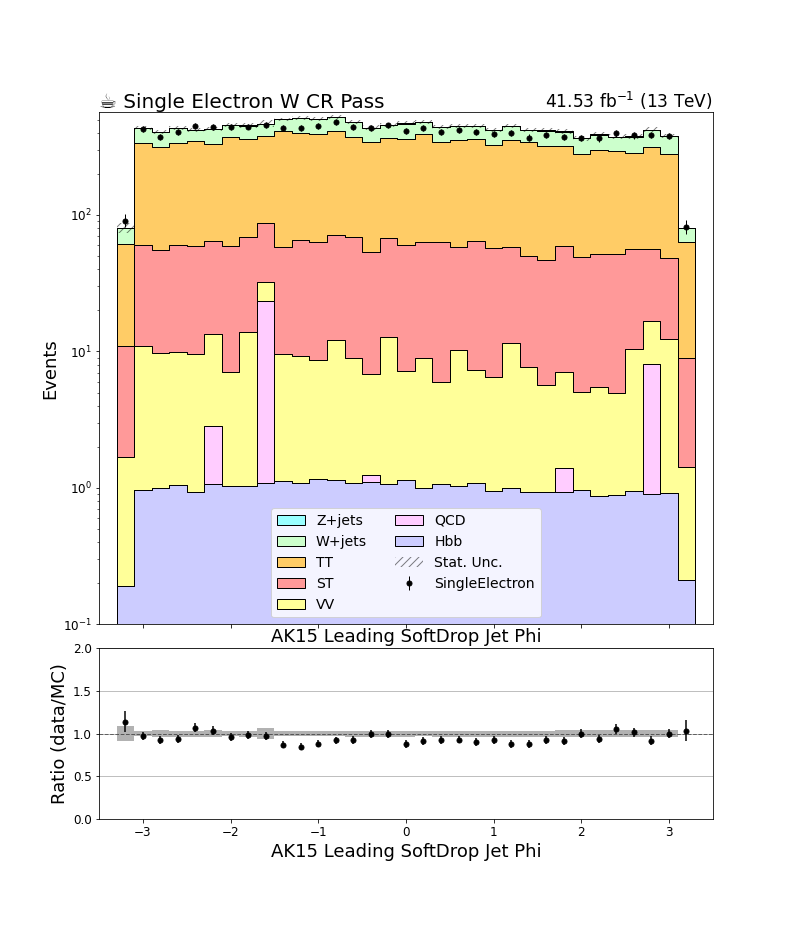 ☕ Single Electron W CR Pass
41.53 fb⁻¹ (13 TeV)
Events
10²
10¹
10⁰
10⁻¹
Z+jets
W+jets
TT
ST
VV
QCD
Hbb
Stat. Unc.
SingleElectron
AK15 Leading SoftDrop Jet Phi
Ratio (data/MC)
2.0
1.5
1.0
0.5
0.0
−3 −2 −1 0 1 2 3
AK15 Leading SoftDrop Jet Phi